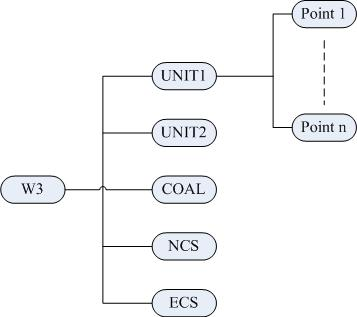 Point 1
UNIT1
Point n
UNIT2
W3
COAL
NCS
ECS